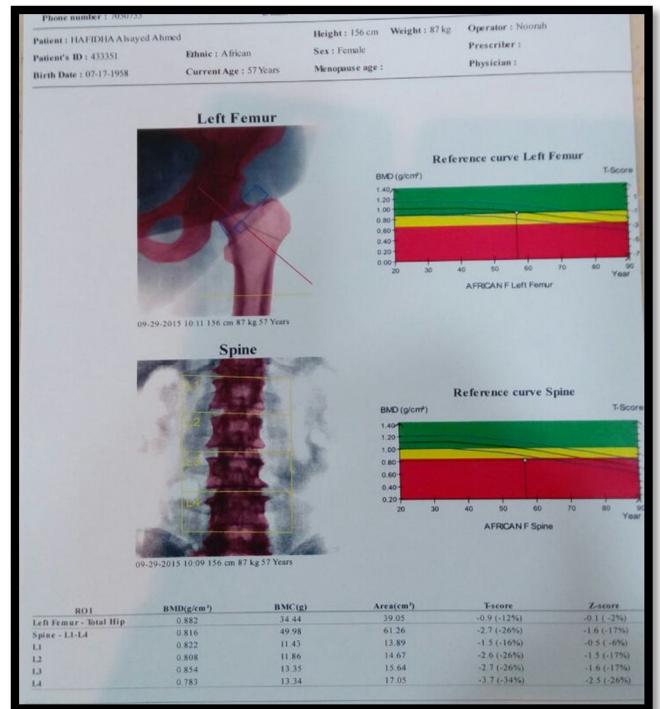 Phone number : 7050733
Patient : HAFIDHA Alsayed Ahmed
Height : 156 cm Weight : 87 kg Operator : Noorah
Patient's ID : 433351 Ethnic : African Sex : Female Prescriber :
Birth Date : 07-17-1958 Current Age : 57 Years Menopause age : Physician :
Left Femur
Reference curve Left Femur
BMD (g/cm²) T-Score
1.40
1.20
1.00
0.80
0.60
0.40
0.20
0.00
20 30 40 50 60 70 80 90
Year
AFRICAN F Left Femur
09-29-2015 10:11 156 cm 87 kg 57 Years
Spine
L2
Reference curve Spine
BMD (g/cm²) T-Score
1.40
1.20
1.00
0.80
0.60
0.40
0.20
20 30 40 50 60 70 80 90
Year
AFRICAN F Spine
09-29-2015 10:09 156 cm 87 kg 57 Years
ROI BMD(g/cm²) BMC(g) Area(cm²) T-score Z-score
Left Femur - Total Hip 0.882 34.44 39.05 -0.9 (-12%) -0.1 ( -2%)
Spine - L1-L4 0.816 49.98 61.26 -2.7 (-26%) -1.6 (-17%)
L1 0.822 11.43 13.89 -1.5 (-16%) -0.5 ( -6%)
L2 0.808 11.86 14.67 -2.6 (-26%) -1.5 (-17%)
L3 0.854 13.35 15.64 -2.7 (-26%) -1.6 (-17%)
L4 0.783 13.34 17.05 -3.7 (-34%) -2.5 (-26%)